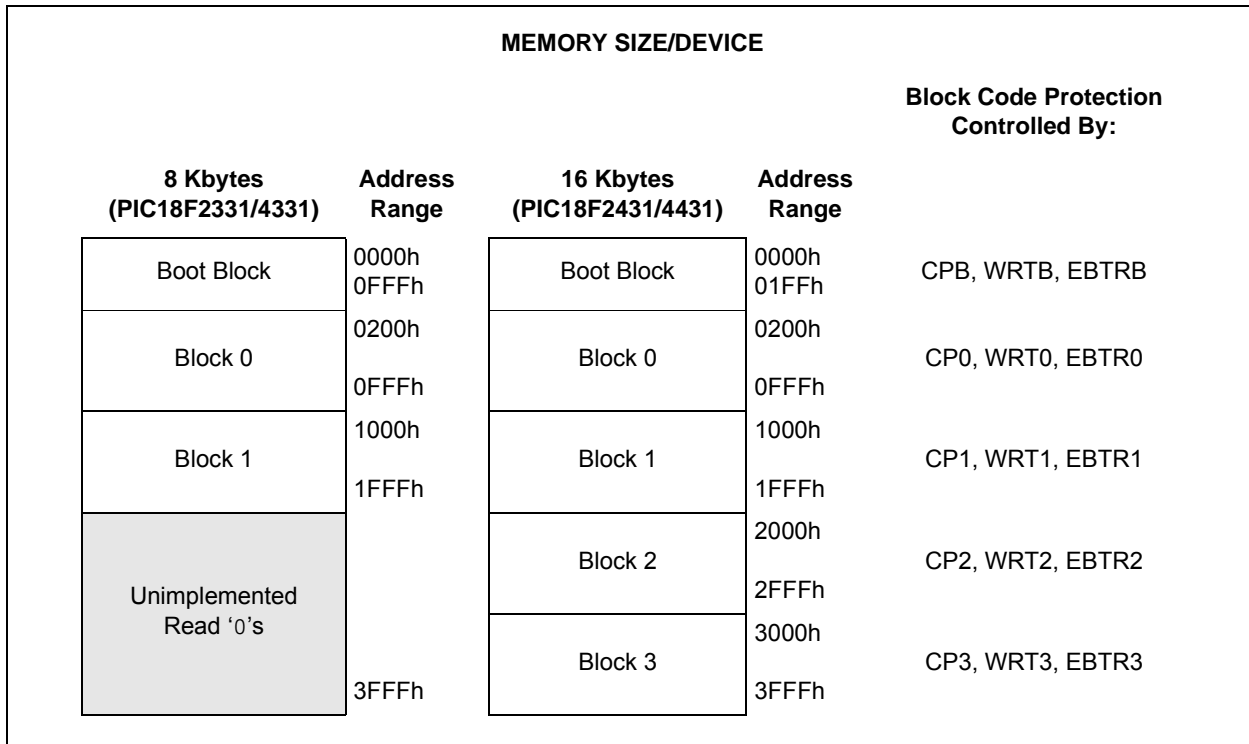 MEMORY SIZE/DEVICE
Block Code Protection
Controlled By:
8 Kbytes
(PIC18F2331/4331)
Address
Range
16 Kbytes
(PIC18F2431/4431)
Address
Range
Boot Block
0000h
0FFFh
Boot Block
0000h
01FFh
CPB, WRTB, EBTRB
Block 0
0200h
0FFFh
Block 0
0200h
0FFFh
CP0, WRT0, EBTR0
Block 1
1000h
1FFFh
Block 1
1000h
1FFFh
CP1, WRT1, EBTR1
Unimplemented
Read ‘0’s
3FFFh
Block 2
2000h
2FFFh
CP2, WRT2, EBTR2
Block 3
3000h
3FFFh
CP3, WRT3, EBTR3